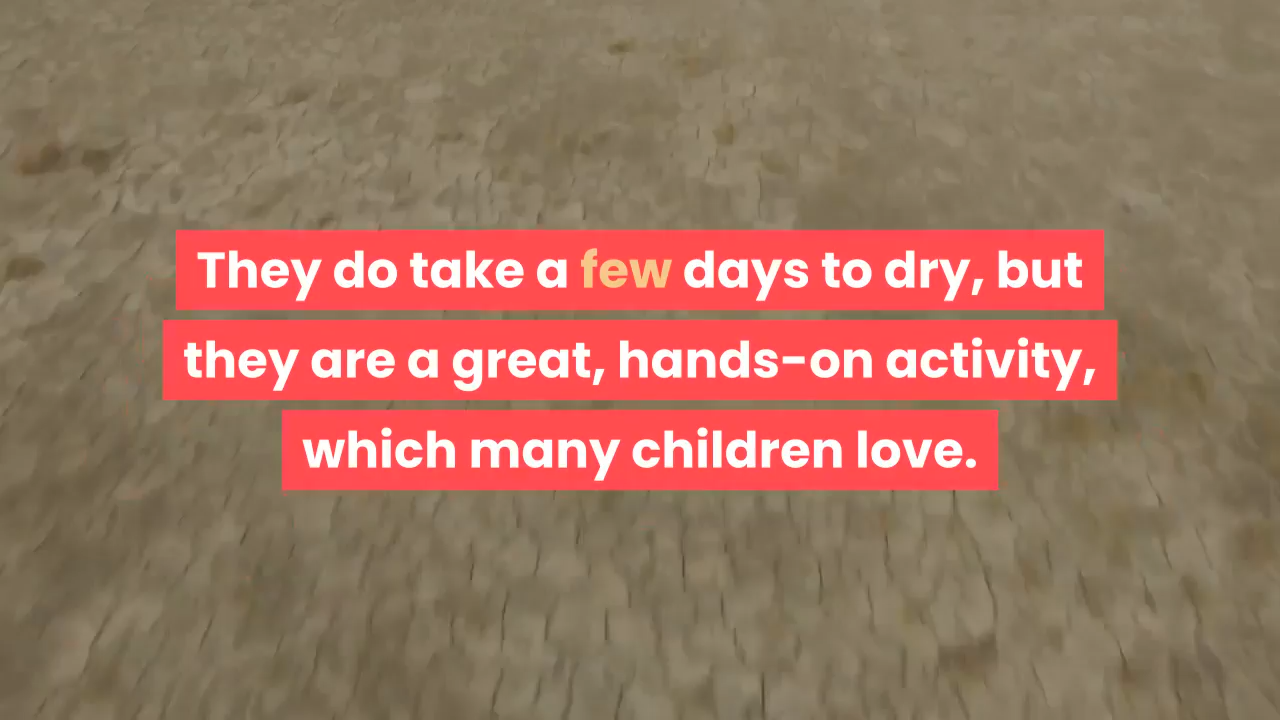 They do take a few days to dry, but
they are a great, hands-on activity,
which many children love.